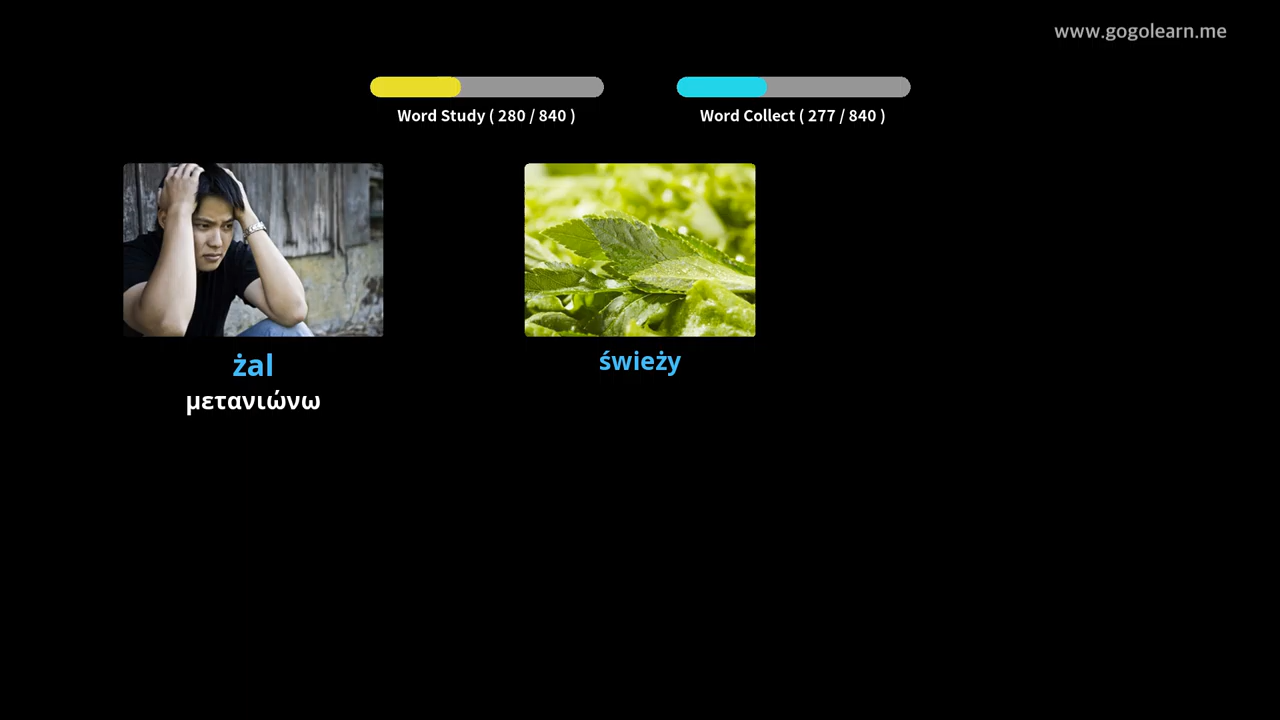 www.gogolearn.me
Word Study ( 280 / 840 )
Word Collect ( 277 / 840 )
żal
μετανιώνω
świeży